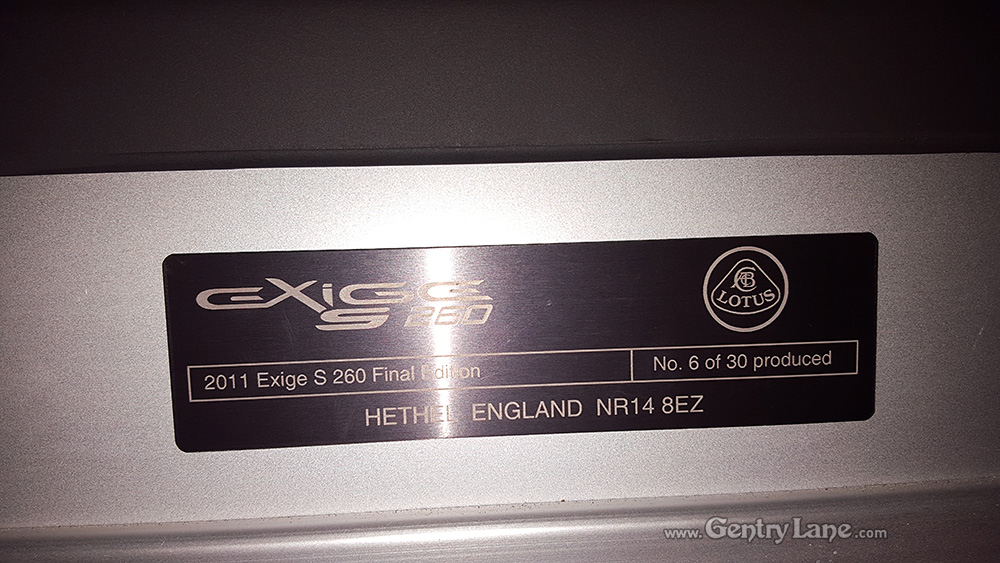 EXIGE
S 260
ACBC
LOTUS
2011 Exige S 260 Final Edition
No. 6 of 30 produced
HETHEL ENGLAND NR14 8EZ
www.GentryLane.com